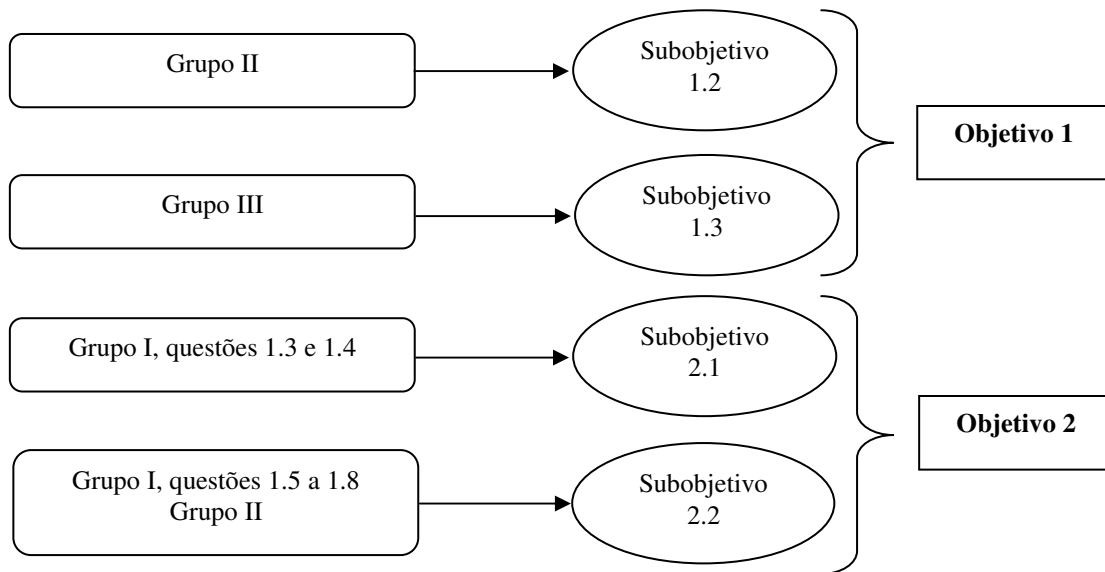 Grupo II
Subobjetivo
1.2
Objetivo 1
Grupo III
Subobjetivo
1.3
Grupo I, questões 1.3 e 1.4
Subobjetivo
2.1
Objetivo 2
Grupo I, questões 1.5 a 1.8
Grupo II
Subobjetivo
2.2